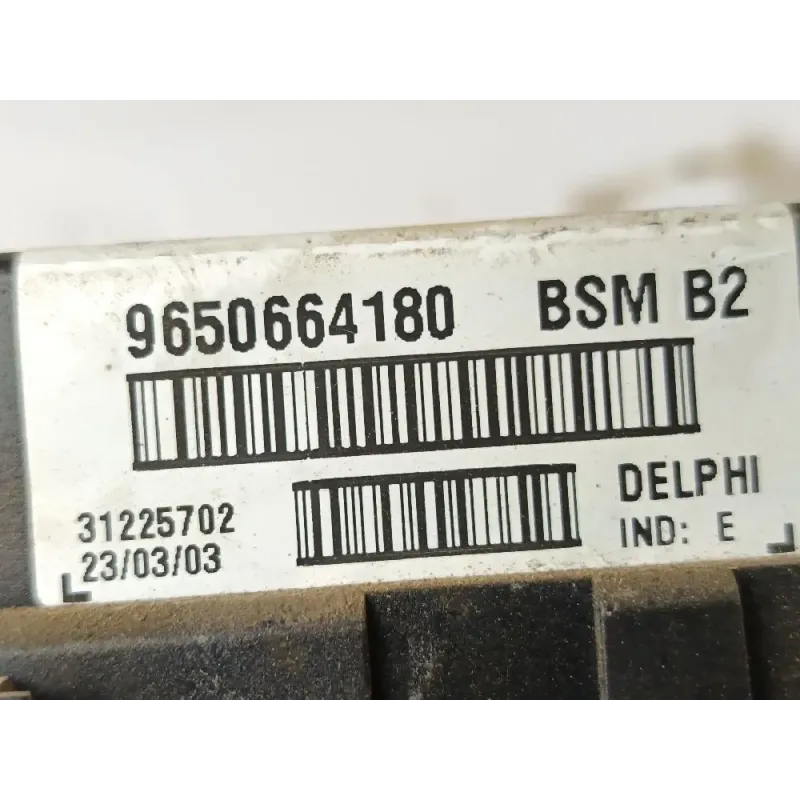 9650664180 BSM B2
31225702 DELPHI
23/03/03 IND: E